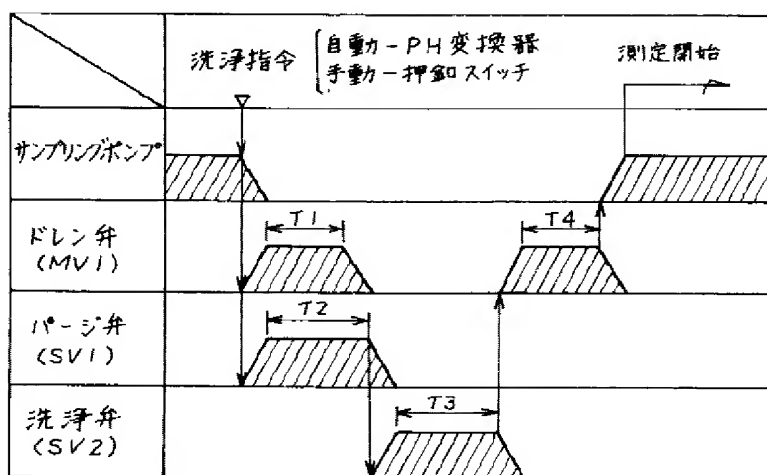 洗浄指令
自動ーPH変換器
手動ー押釦スイッチ
測定開始
サンプリングポンプ
ドレン弁
(MV1)
T1
T4
パージ弁
(SV1)
T2
洗浄弁
(SV2)
T3